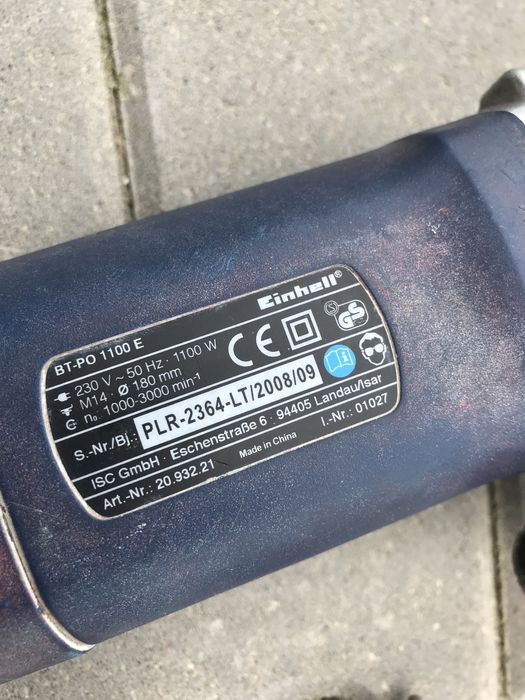 Einhell®
BT-PO 1100 E
230 V ~ 50 Hz · 1100 W
M14 · Ø 180 mm
n₀ 1000-3000 min⁻¹
CE
GS
i
S.-Nr./Bj.: PLR-2364-LT/2008/09
ISC GmbH · Eschenstraße 6 · 94405 Landau/Isar
Art.-Nr.: 20.932.21 Made in China I.-Nr.: 01027